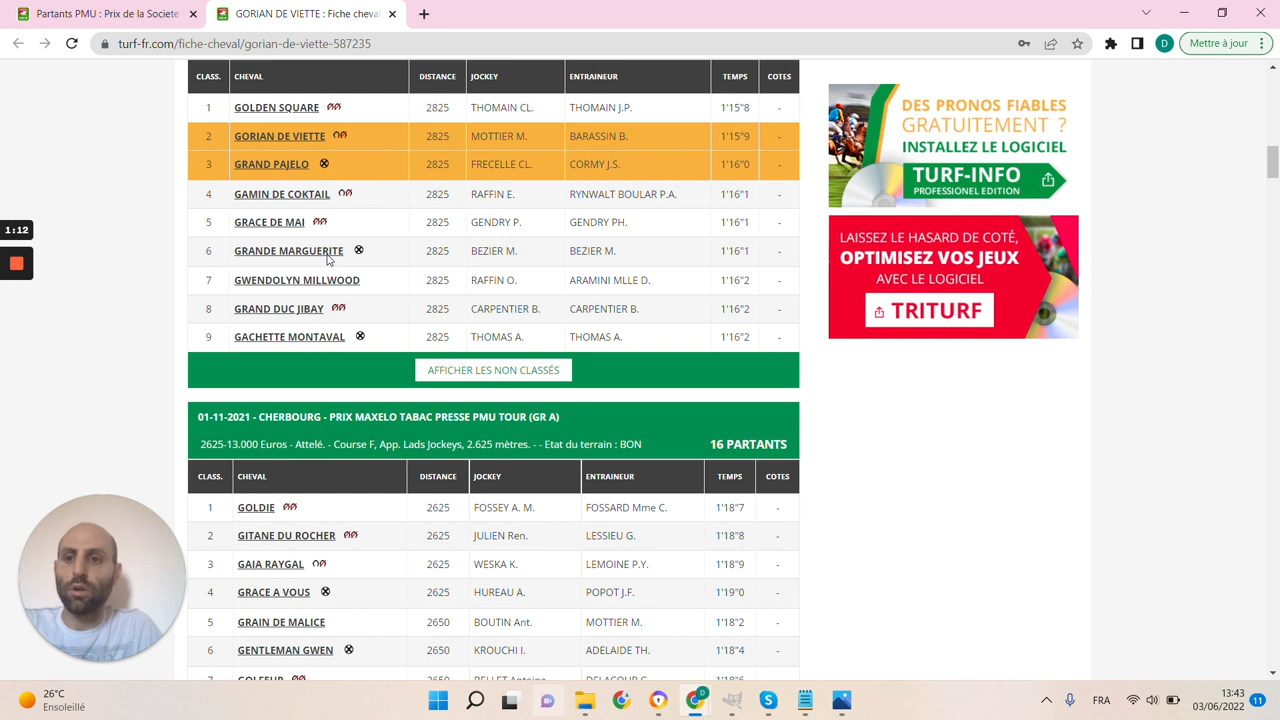 Partants PMU : Prix de la Societe
GORIAN DE VIETTE : Fiche cheval
turf-fr.com/fiche-cheval/gorian-de-viette-587235
D
Mettre à jour
CLASS. CHEVAL DISTANCE JOCKEY ENTRAINEUR TEMPS COTES
1 GOLDEN SQUARE 2825 THOMAIN CL. THOMAIN J.P. 1'15"8 -
2 GORIAN DE VIETTE 2825 MOTTIER M. BARASSIN B. 1'15"9 -
3 GRAND PAJELO 2825 FRECELLE CL. CORMY J.S. 1'16"0 -
4 GAMIN DE COKTAIL 2825 RAFFIN E. RYNWALT BOULAR P.A. 1'16"1 -
5 GRACE DE MAI 2825 GENDRY P. GENDRY PH. 1'16"1 -
6 GRANDE MARGUERITE 2825 BEZIER M. BEZIER M. 1'16"1 -
7 GWENDOLYN MILLWOOD 2825 RAFFIN O. ARAMINI MLLE D. 1'16"2 -
8 GRAND DUC JIBAY 2825 CARPENTIER B. CARPENTIER B. 1'16"2 -
9 GACHETTE MONTAVAL 2825 THOMAS A. THOMAS A. 1'16"2 -
AFFICHER LES NON CLASSÉS
01-11-2021 - CHERBOURG - PRIX MAXELO TABAC PRESSE PMU TOUR (GR A)
2625-13.000 Euros - Attelé. - Course F, App. Lads Jockeys, 2.625 mètres. - - Etat du terrain : BON
16 PARTANTS
CLASS. CHEVAL DISTANCE JOCKEY ENTRAINEUR TEMPS COTES
1 GOLDIE 2625 FOSSEY A. M. FOSSARD Mme C. 1'18"7 -
2 GITANE DU ROCHER 2625 JULIEN Ren. LESSIEU G. 1'18"8 -
3 GAIA RAYGAL 2625 WESKA K. LEMOINE P.Y. 1'18"9 -
4 GRACE A VOUS 2625 HUREAU A. POPOT J.F. 1'19"0 -
5 GRAIN DE MALICE 2650 BOUTIN Ant. MOTTIER M. 1'18"2 -
6 GENTLEMAN GWEN 2650 KROUCHI I. ADELAIDE TH. 1'18"4 -
DES PRONOS FIABLES
GRATUITEMENT ?
INSTALLEZ LE LOGICIEL
TURF-INFO
PROFESSIONEL EDITION
LAISSEZ LE HASARD DE COTÉ,
OPTIMISEZ VOS JEUX
AVEC LE LOGICIEL
TRITURF
1:12
26°C
Ensoleillé
D
FRA
13:43
03/06/2022
11